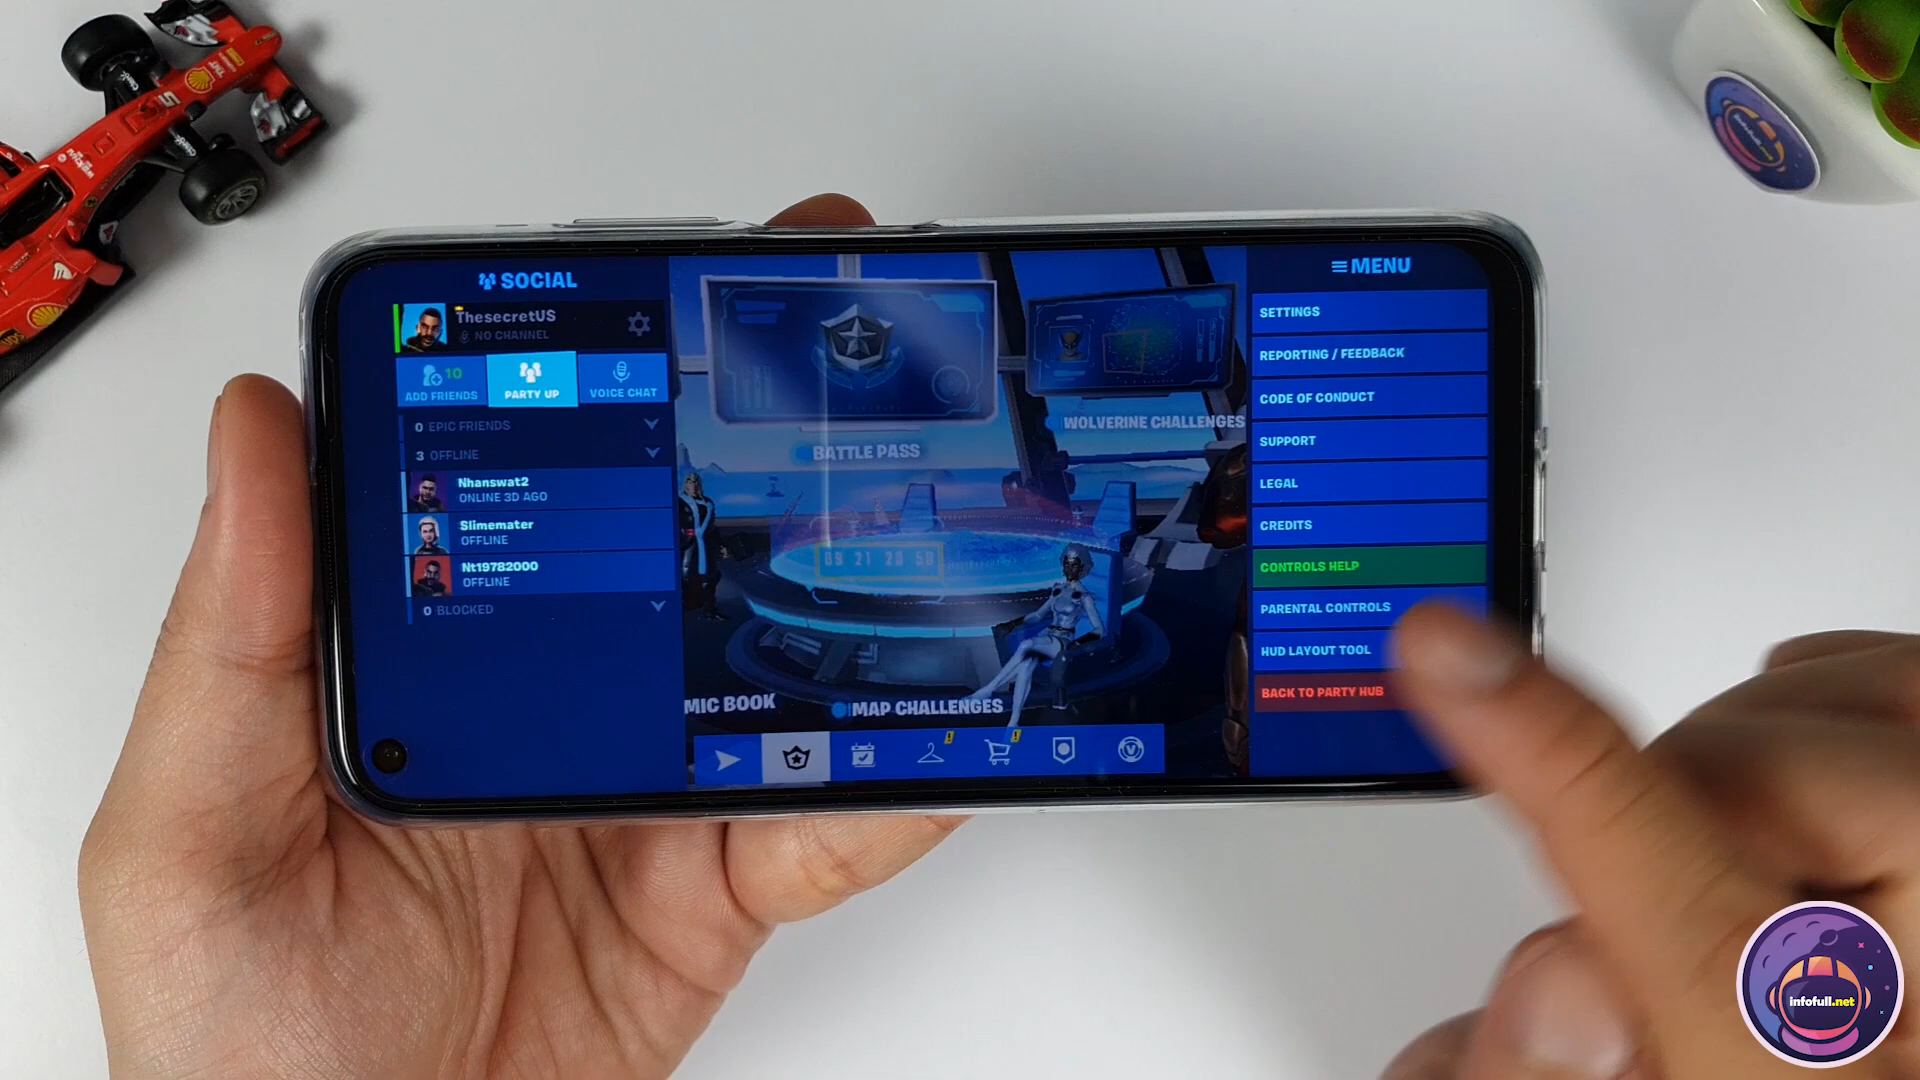 SOCIAL
ThesecretUS
NO CHANNEL
10
ADD FRIENDS
PARTY UP
VOICE CHAT
0 EPIC FRIENDS
3 OFFLINE
Nhanswat2
ONLINE 3D AGO
Slimemater
OFFLINE
Nt19782000
OFFLINE
0 BLOCKED
BATTLE PASS
WOLVERINE CHALLENGES
MIC BOOK
MAP CHALLENGES
MENU
SETTINGS
REPORTING / FEEDBACK
CODE OF CONDUCT
SUPPORT
LEGAL
CREDITS
CONTROLS HELP
PARENTAL CONTROLS
HUD LAYOUT TOOL
BACK TO PARTY HUB
infofull.net
5